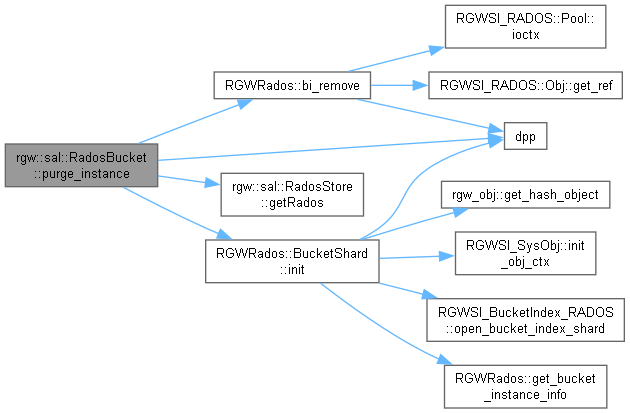 RGWSI_RADOS::Pool::
ioctx
RGWRados::bi_remove
RGWSI_RADOS::Obj::get_ref
dpp
rgw::sal::RadosBucket
::purge_instance
rgw::sal::RadosStore
::getRados
rgw_obj::get_hash_object
RGWRados::BucketShard
::init
RGWSI_SysObj::init
_obj_ctx
RGWSI_BucketIndex_RADOS
::open_bucket_index_shard
RGWRados::get_bucket
_instance_info